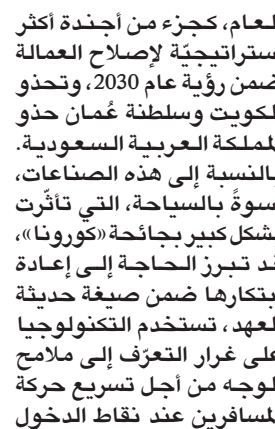 لعام، كجزء من أجندة أكثر
ستراتيجيّة لإصلاح العمالة
ضمن رؤية عام 2030، وتحذو
لكويت وسلطنة عُمان حذو
لمملكة العربية السعودية.
بالنسبة إلى هذه الصناعات،
سوةً بالسياحة، التي تأثّرت
شكل كبير بجائحة «كورونا»،
قد تبرز الحاجة إلى إعادة
بتكارها ضمن صيغة حديثة
لعهد، تستخدم التكنولوجيا
على غرار التعرّف إلى ملامح
لوجه من أجل تسريع حركة
لمسافرين عند نقاط الدخول